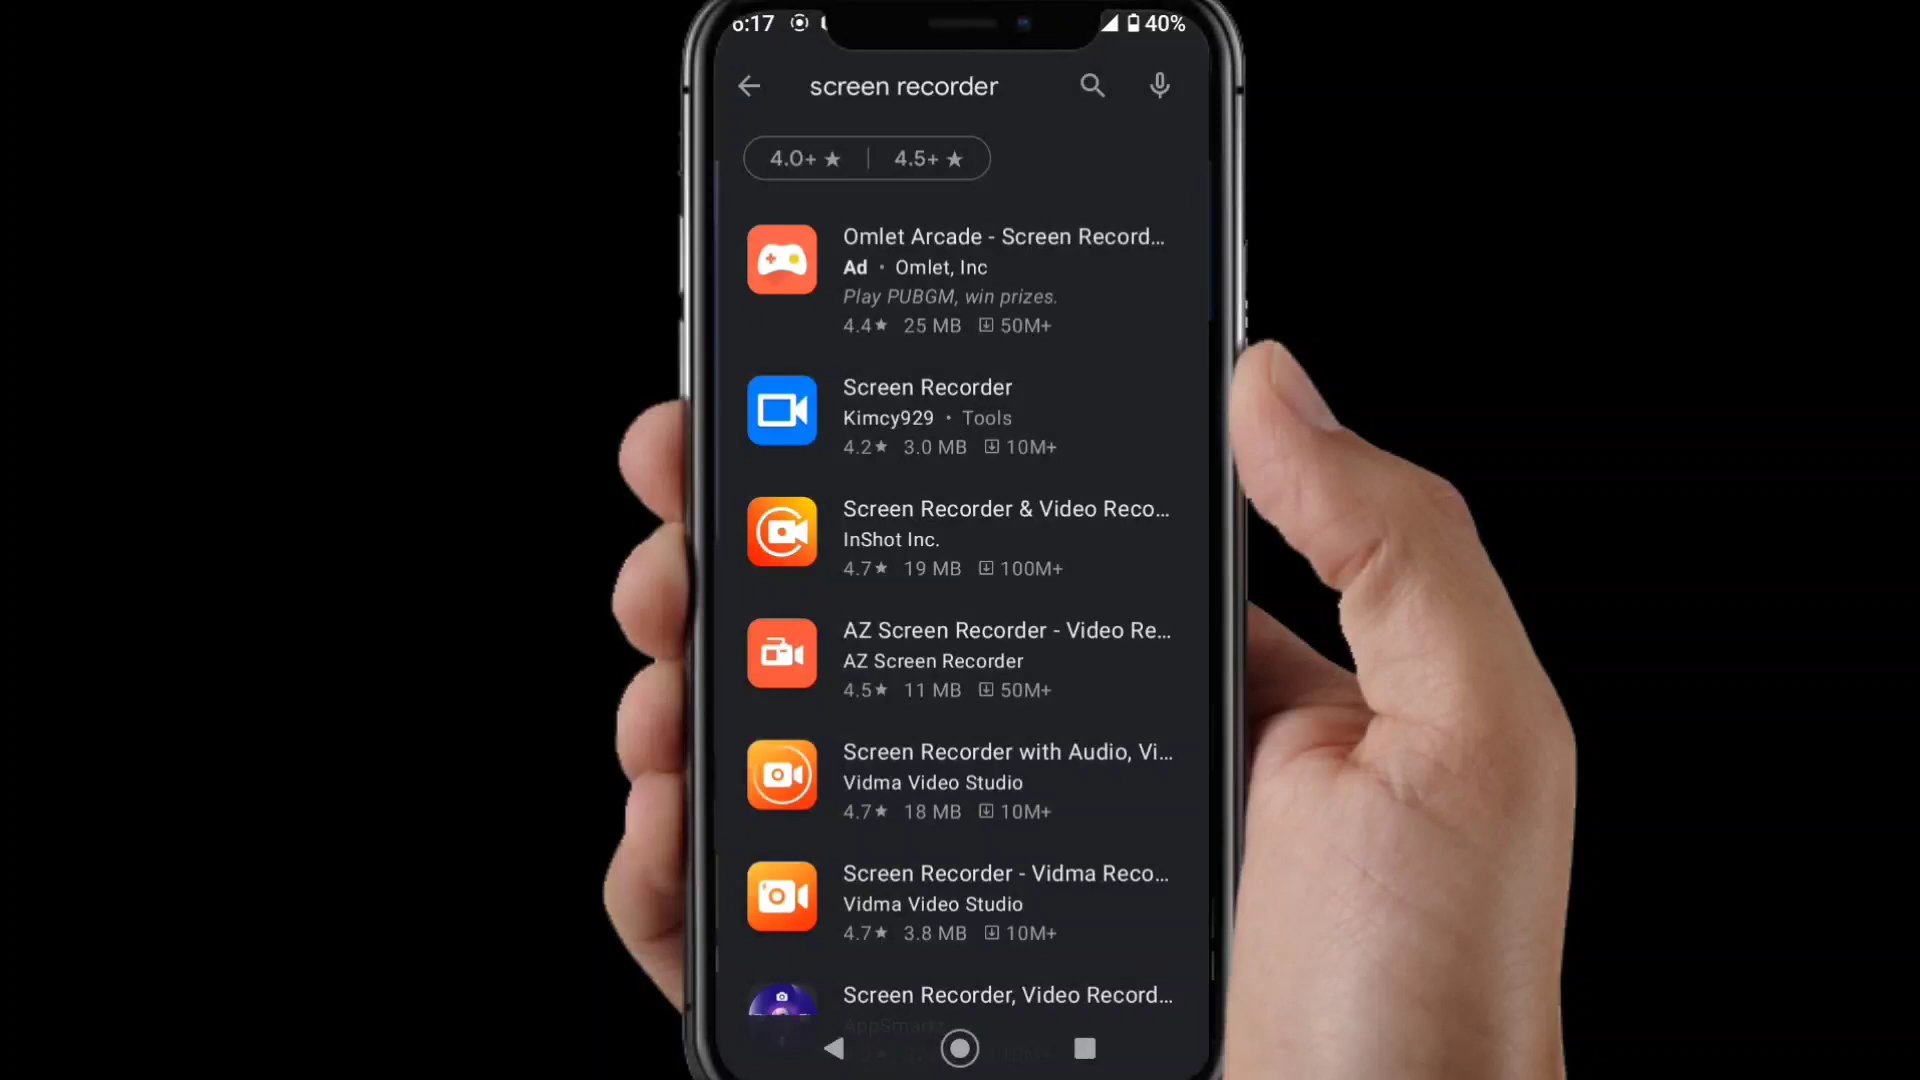 6:17 40%
screen recorder
4.0+ ★ | 4.5+ ★
Omlet Arcade - Screen Record...
Ad • Omlet, Inc
Play PUBGM, win prizes.
4.4★ 25 MB 50M+
Screen Recorder
Kimcy929 • Tools
4.2★ 3.0 MB 10M+
Screen Recorder & Video Reco...
InShot Inc.
4.7★ 19 MB 100M+
AZ Screen Recorder - Video Re...
AZ Screen Recorder
4.5★ 11 MB 50M+
Screen Recorder with Audio, Vi...
Vidma Video Studio
4.7★ 18 MB 10M+
Screen Recorder - Vidma Reco...
Vidma Video Studio
4.7★ 3.8 MB 10M+
Screen Recorder, Video Record...